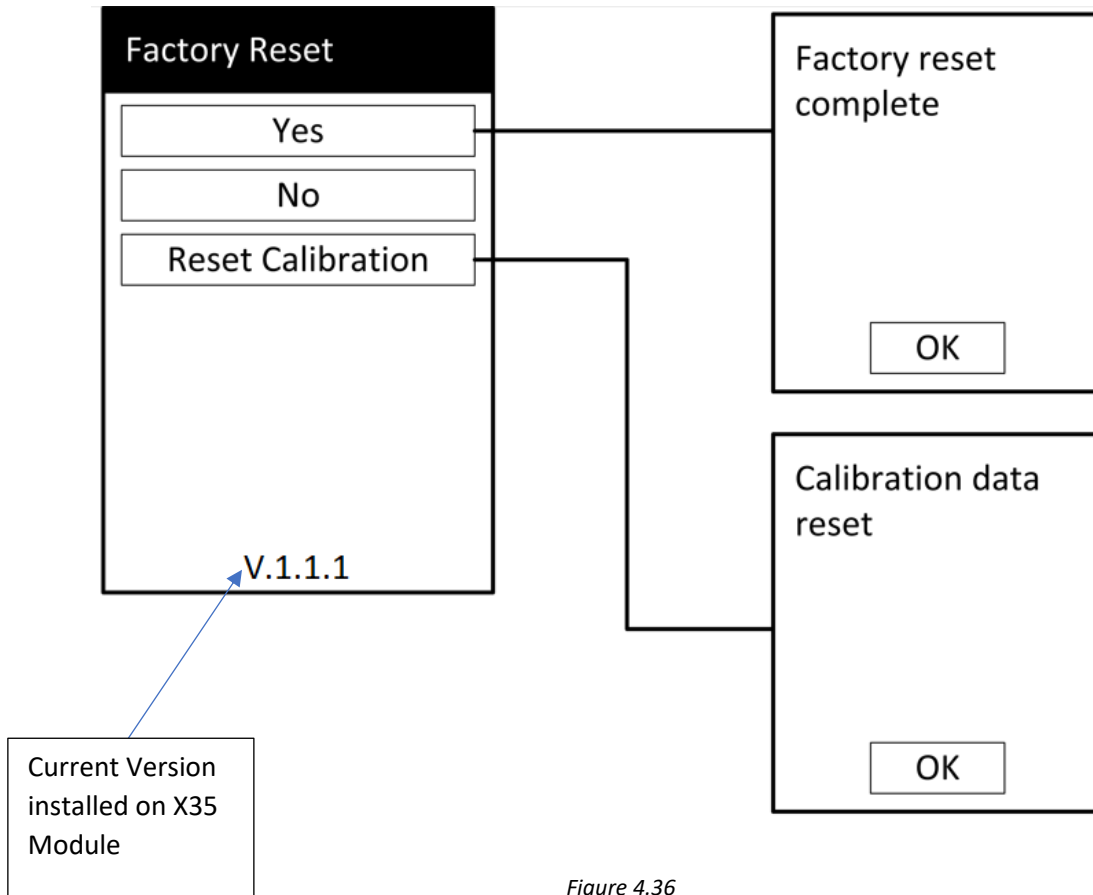 Factory Reset
Yes
No
Reset Calibration
V.1.1.1
Factory reset
complete
OK
Calibration data
reset
OK
Current Version
installed on X35
Module
Figure 4.36